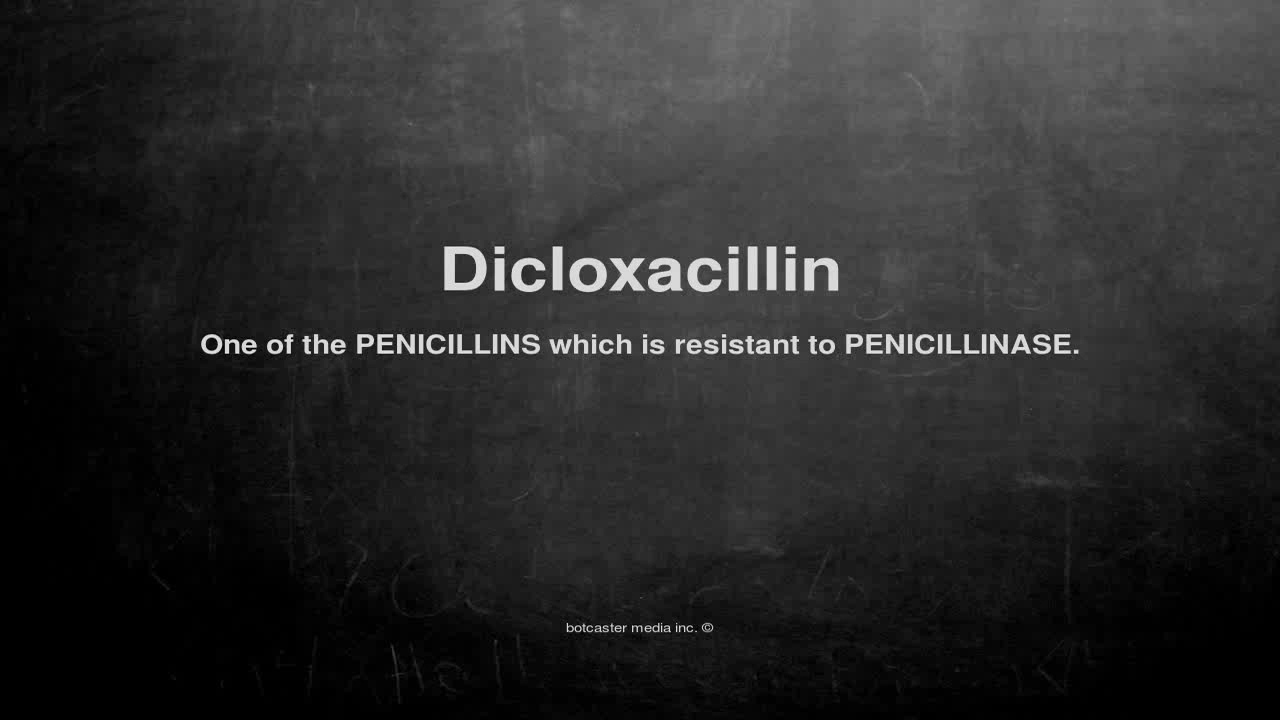 Dicloxacillin
One of the PENICILLINS which is resistant to PENICILLINASE.
botcaster media inc. ©